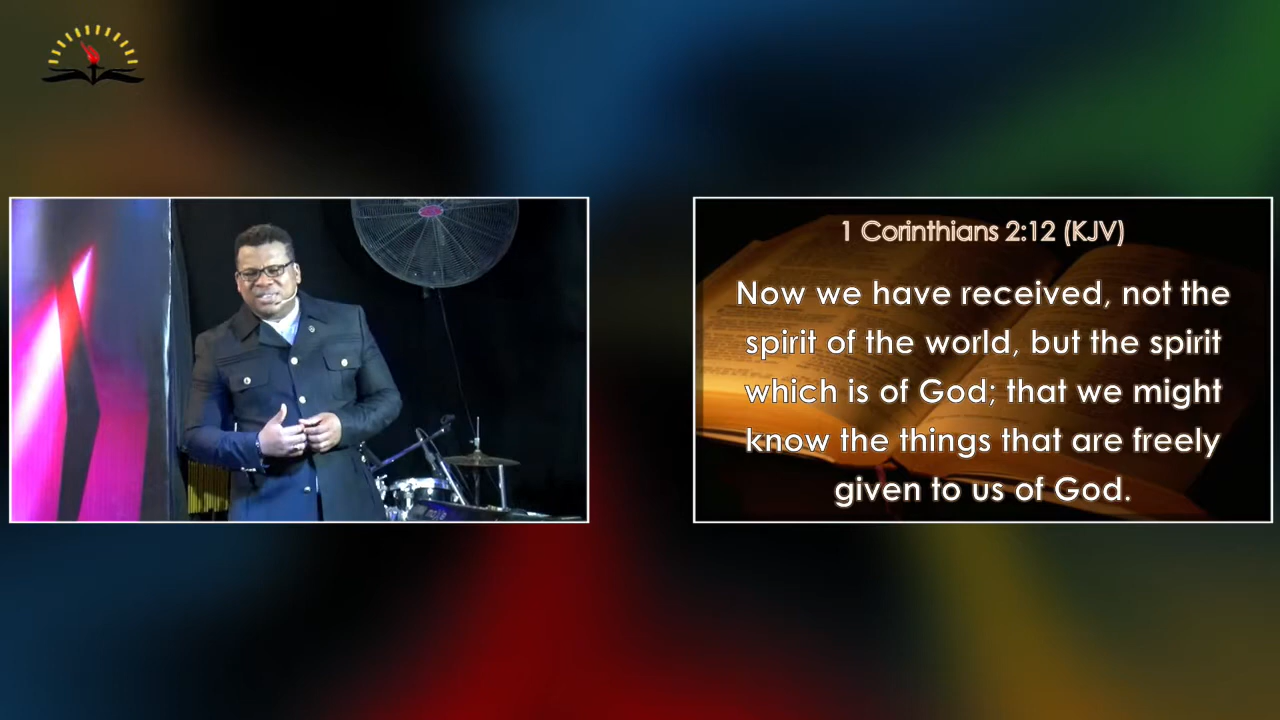 1 Corinthians 2:12 (KJV)
Now we have received, not the
spirit of the world, but the spirit
which is of God; that we might
know the things that are freely
given to us of God.